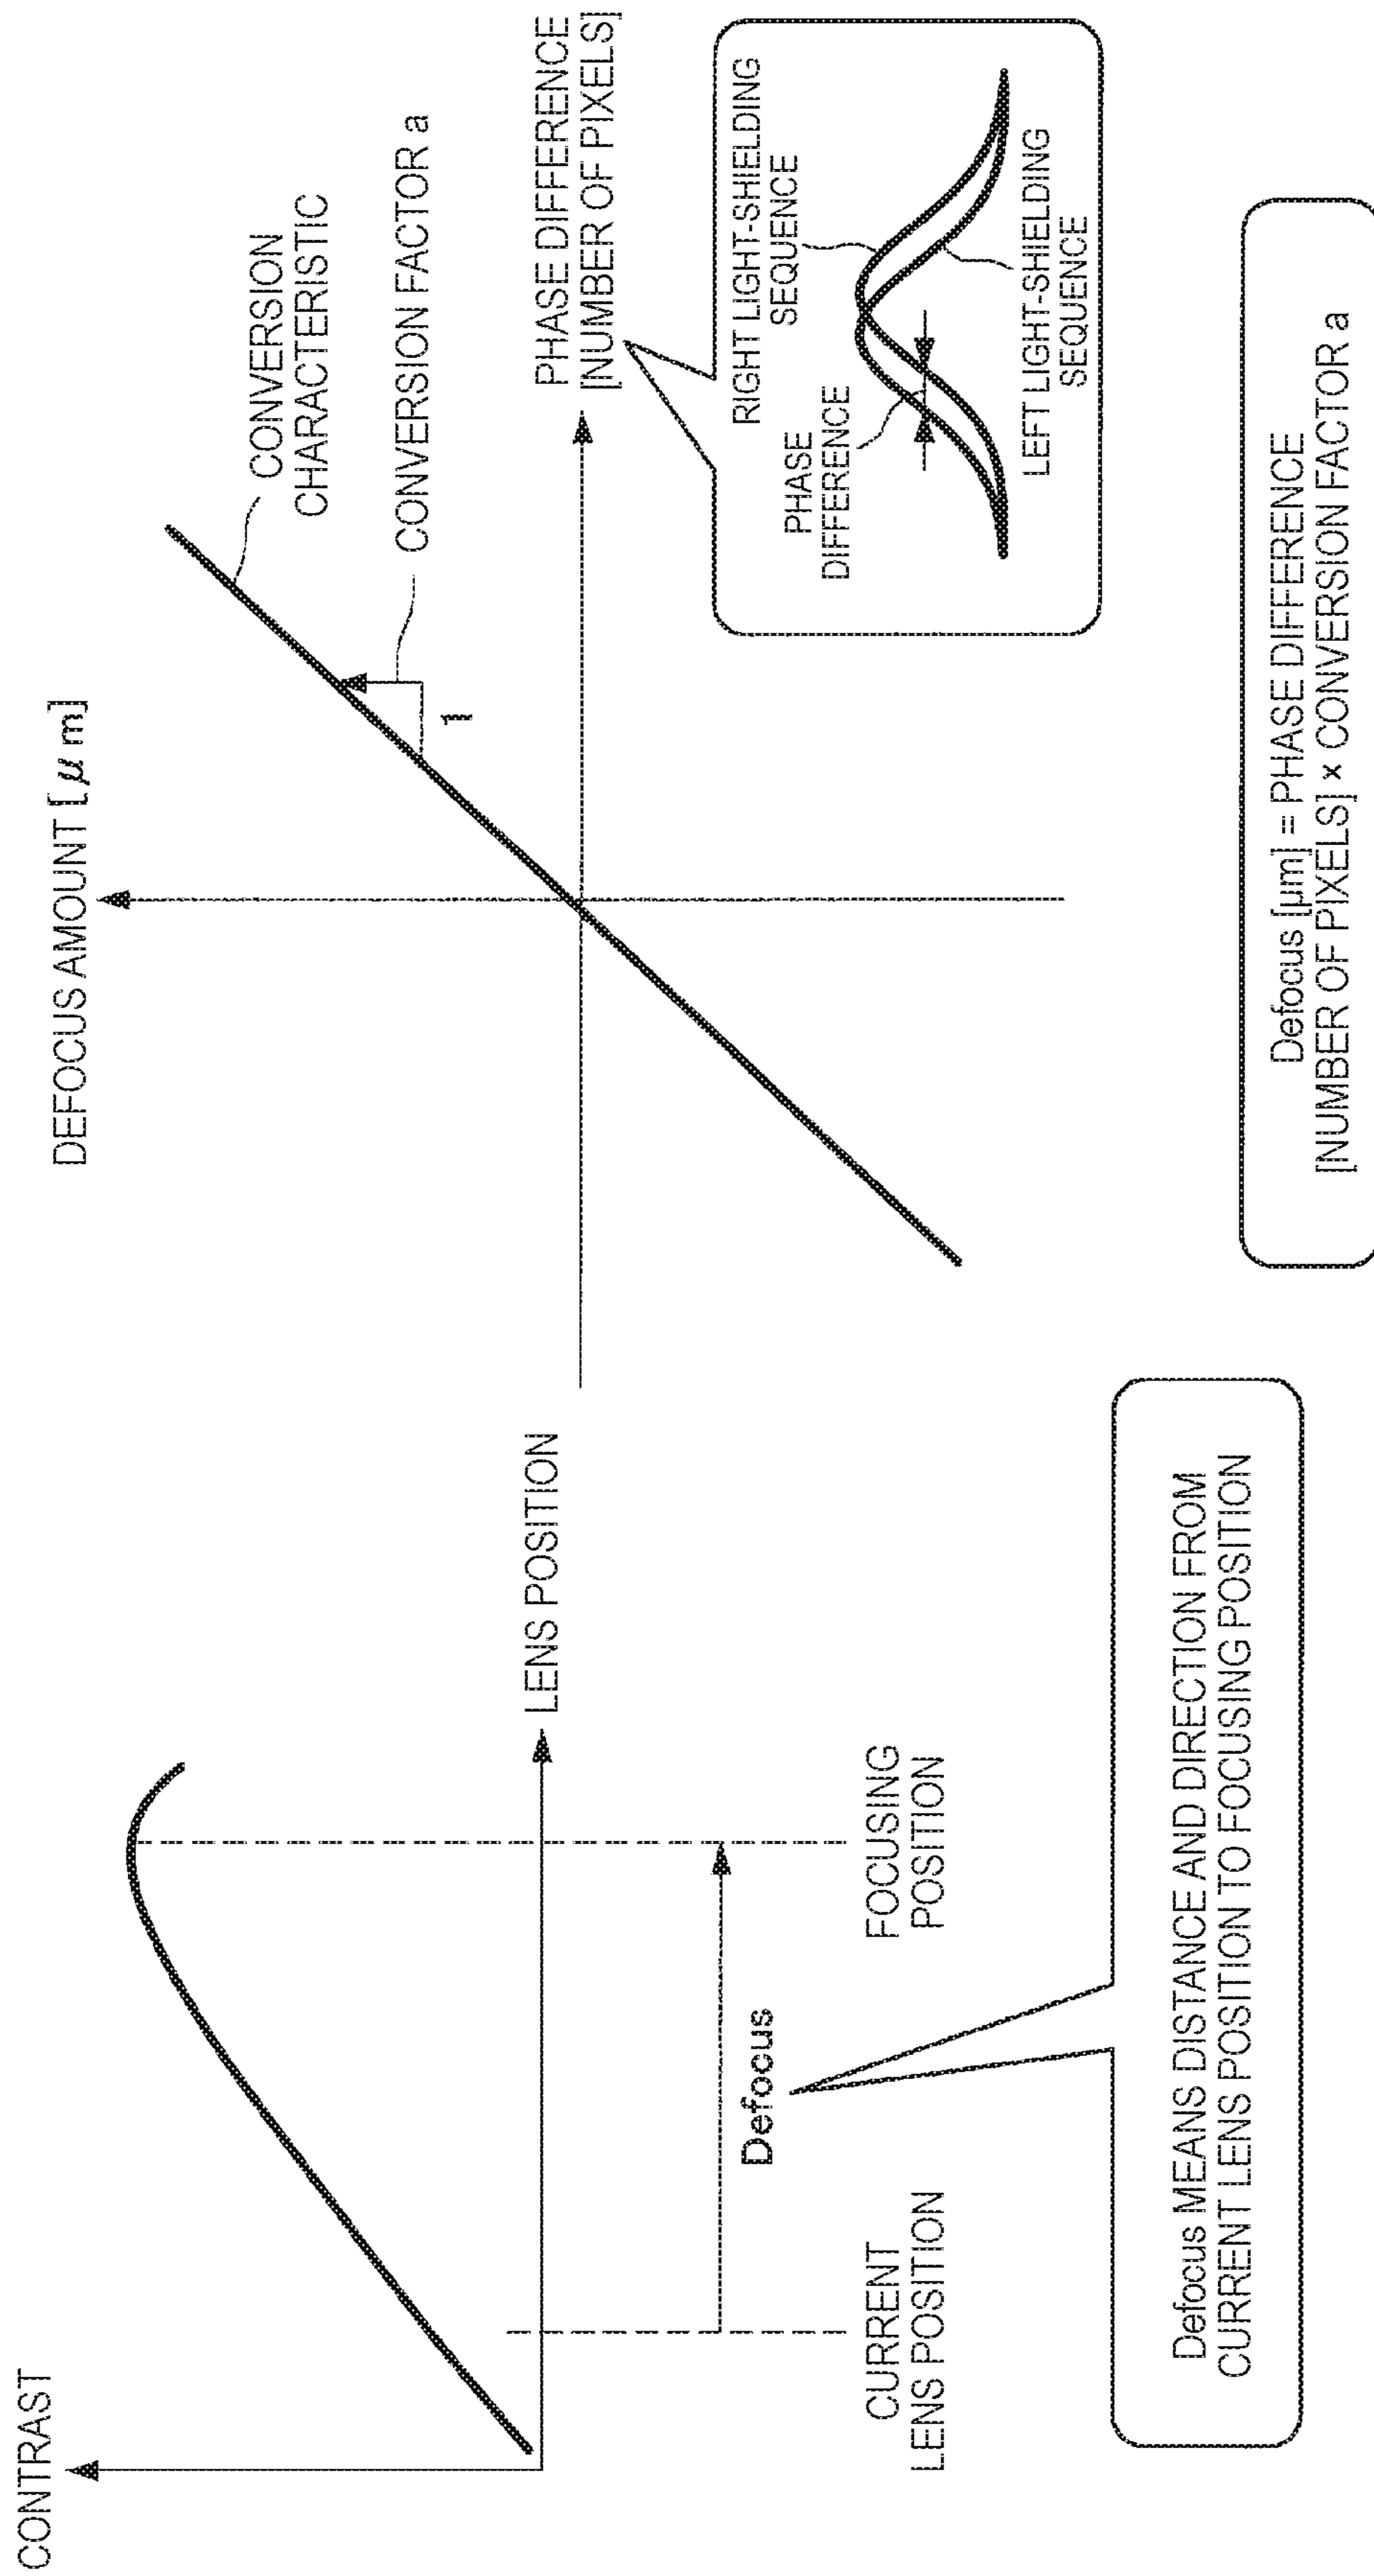 CONTRAST
LENS POSITION
CURRENT
LENS POSITION
FOCUSING
POSITION
Defocus
Defocus MEANS DISTANCE AND DIRECTION FROM
CURRENT LENS POSITION TO FOCUSING POSITION
DEFOCUS AMOUNT [μm]
CONVERSION
CHARACTERISTIC
CONVERSION FACTOR a
1
PHASE DIFFERENCE
[NUMBER OF PIXELS]
RIGHT LIGHT-SHIELDING
SEQUENCE
PHASE
DIFFERENCE
LEFT LIGHT-SHIELDING
SEQUENCE
Defocus [μm] = PHASE DIFFERENCE
[NUMBER OF PIXELS] × CONVERSION FACTOR a